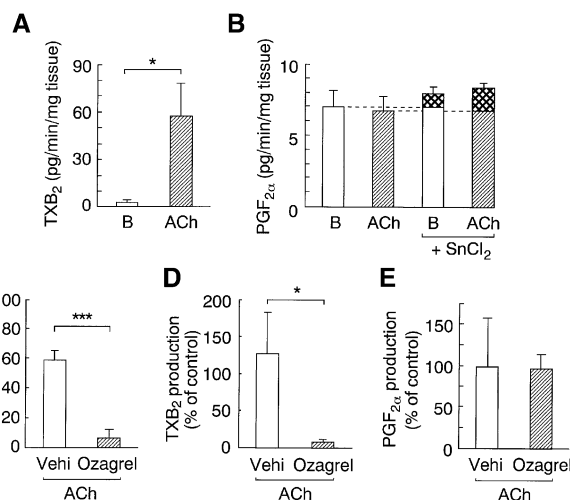 A
TXB2 (pg/min/mg tissue)
90
60
30
0
*
B
ACh
B
PGF2α (pg/min/mg tissue)
10
5
0
B
ACh
B
ACh
+ SnCl2
00
60
40
20
0
***
Vehi
Ozagrel
ACh
D
TXB2 production
(% of control)
200
150
100
50
0
*
Vehi
Ozagrel
ACh
E
PGF2α production
(% of control)
150
100
50
0
Vehi
Ozagrel
ACh